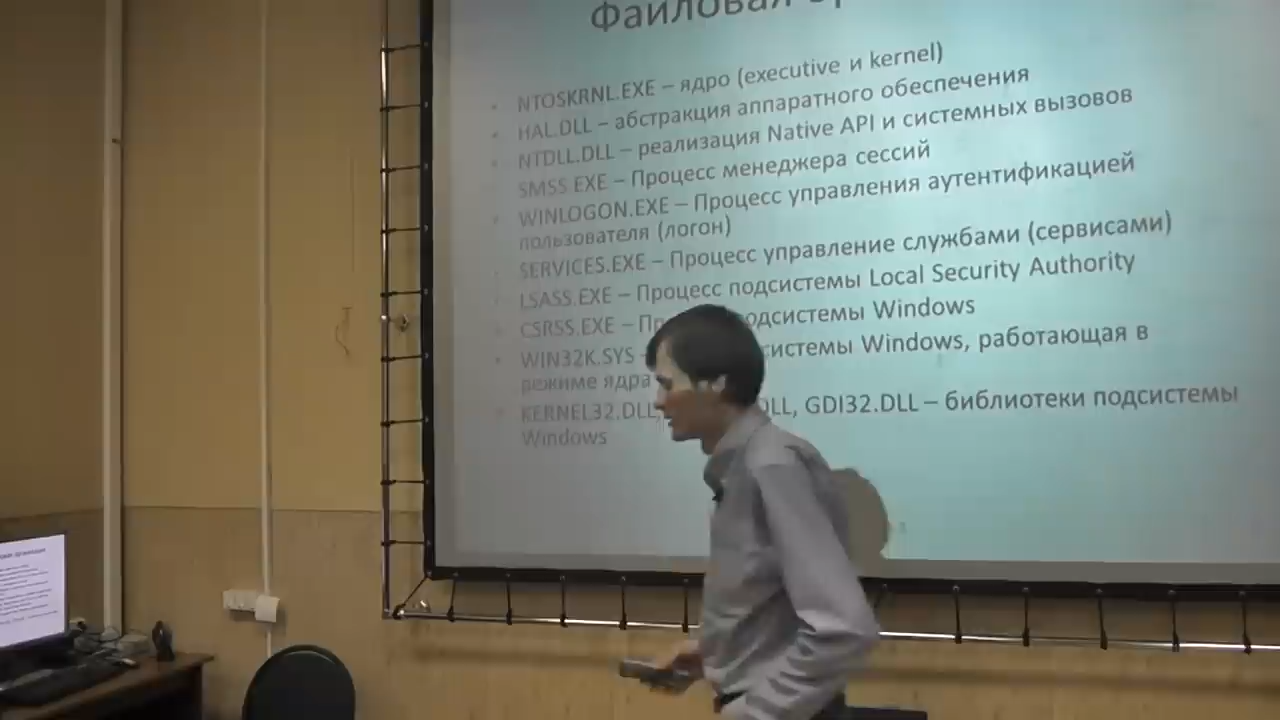 Файловая
NTOSKRNL.EXE – ядро (executive и kernel)
HAL.DLL – абстракция аппаратного обеспечения
NTDLL.DLL – реализация Native API и системных вызовов
SMSS.EXE – Процесс менеджера сессий
WINLOGON.EXE – Процесс управления аутентификацией
пользователя (логон)
SERVICES.EXE – Процесс управление службами (сервисами)
LSASS.EXE – Процесс подсистемы Local Security Authority
CSRSS.EXE – Пр одсистемы Windows
WIN32K.SYS – истемы Windows, работающая в
режиме ядра
KERNEL32.DLL, DLL, GDI32.DLL – библиотеки подсистемы
Windows